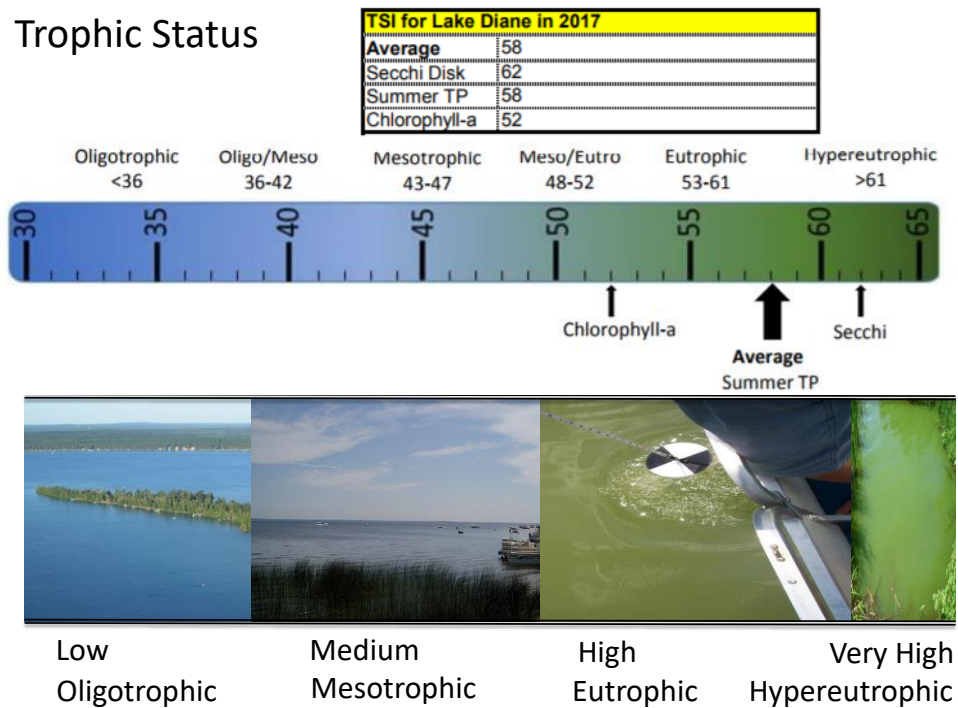 Trophic Status
TSI for Lake Diane in 2017
Average 58
Secchi Disk 62
Summer TP 58
Chlorophyll-a 52
Oligotrophic Oligo/Meso Mesotrophic Meso/Eutro Eutrophic Hypereutrophic
<36 36-42 43-47 48-52 53-61 >61
30 35 40 45 50 55 60 65
Chlorophyll-a Secchi
Average
Summer TP
Low Medium High Very High
Oligotrophic Mesotrophic Eutrophic Hypereutrophic